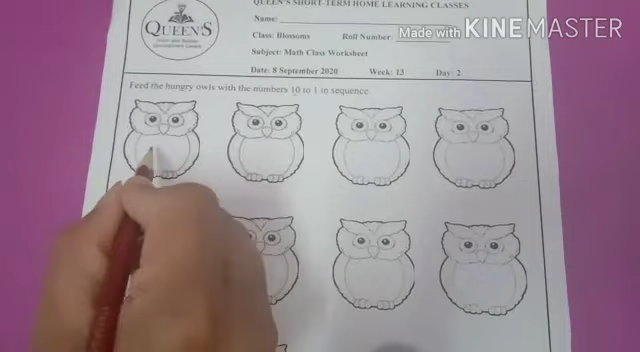 QUEEN'S SHORT-TERM HOME LEARNING CLASSES
QUEEN'S
Name:
Class: Blossoms Roll Number:
Made with KINEMASTER
Subject: Math Class Worksheet
Date: 8 September 2020 Week: 13 Day: 2
Feed the hungry owls with the numbers 10 to 1 in sequence